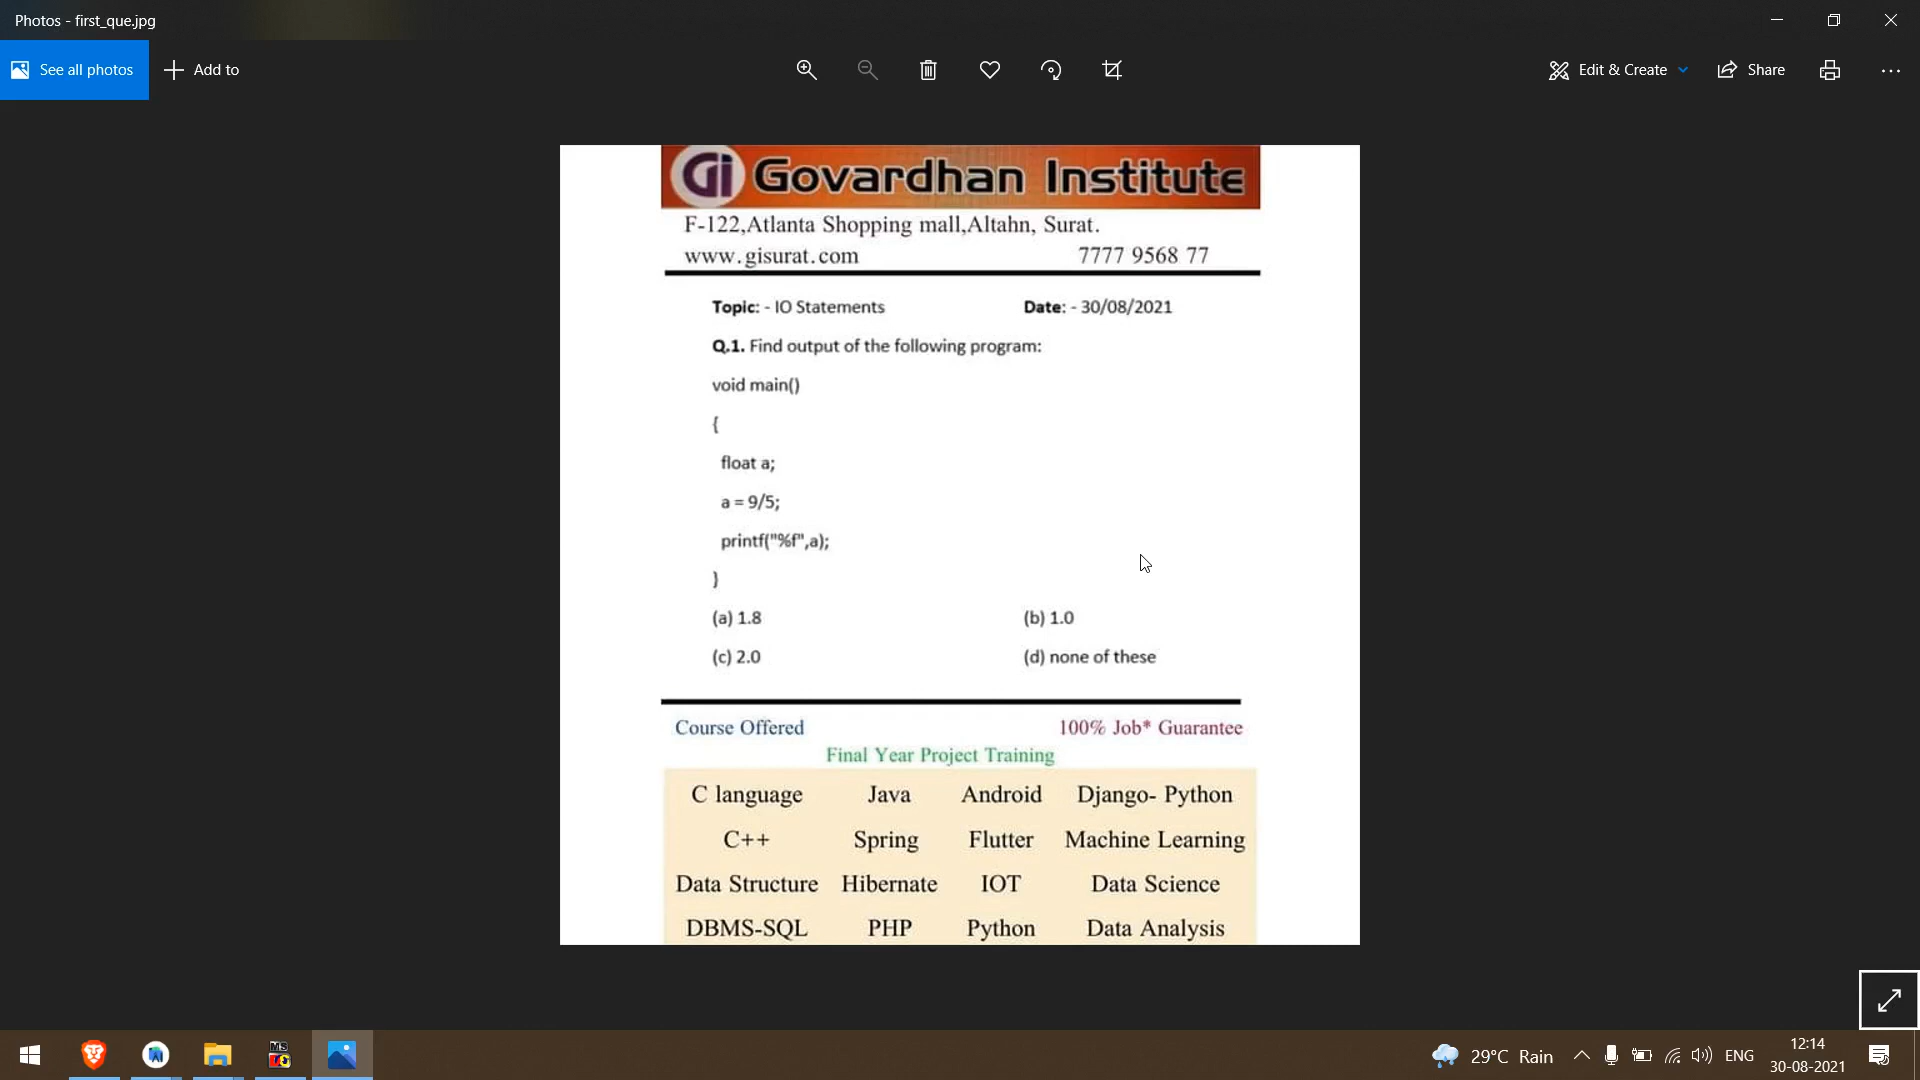 Photos - first_que.jpg
See all photos
Add to
Edit & Create
Share
Gi Govardhan Institute
F-122,Atlanta Shopping mall,Altahn, Surat.
www.gisurat.com 7777 9568 77
Topic: - IO Statements Date: - 30/08/2021
Q.1. Find output of the following program:
void main()
{
float a;
a = 9/5;
printf("%f",a);
}
(a) 1.8 (b) 1.0
(c) 2.0 (d) none of these
Course Offered 100% Job* Guarantee
Final Year Project Training
C language Java Android Django- Python
C++ Spring Flutter Machine Learning
Data Structure Hibernate IOT Data Science
DBMS-SQL PHP Python Data Analysis
MS
29°C Rain
ENG
12:14
30-08-2021